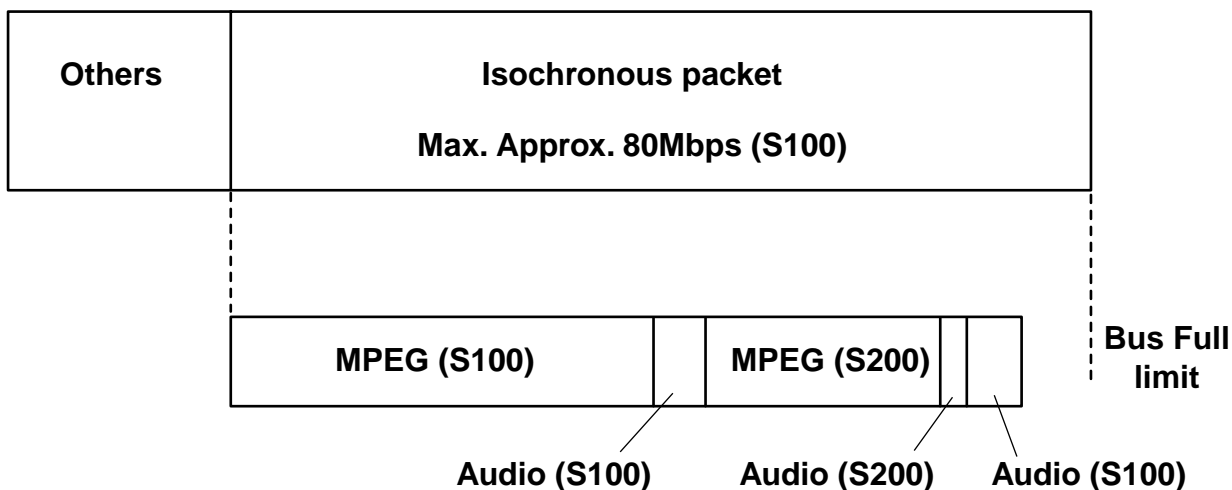 Others
Isochronous packet
Max. Approx. 80Mbps (S100)
MPEG (S100)
MPEG (S200)
Bus Full
limit
Audio (S100)
Audio (S200)
Audio (S100)